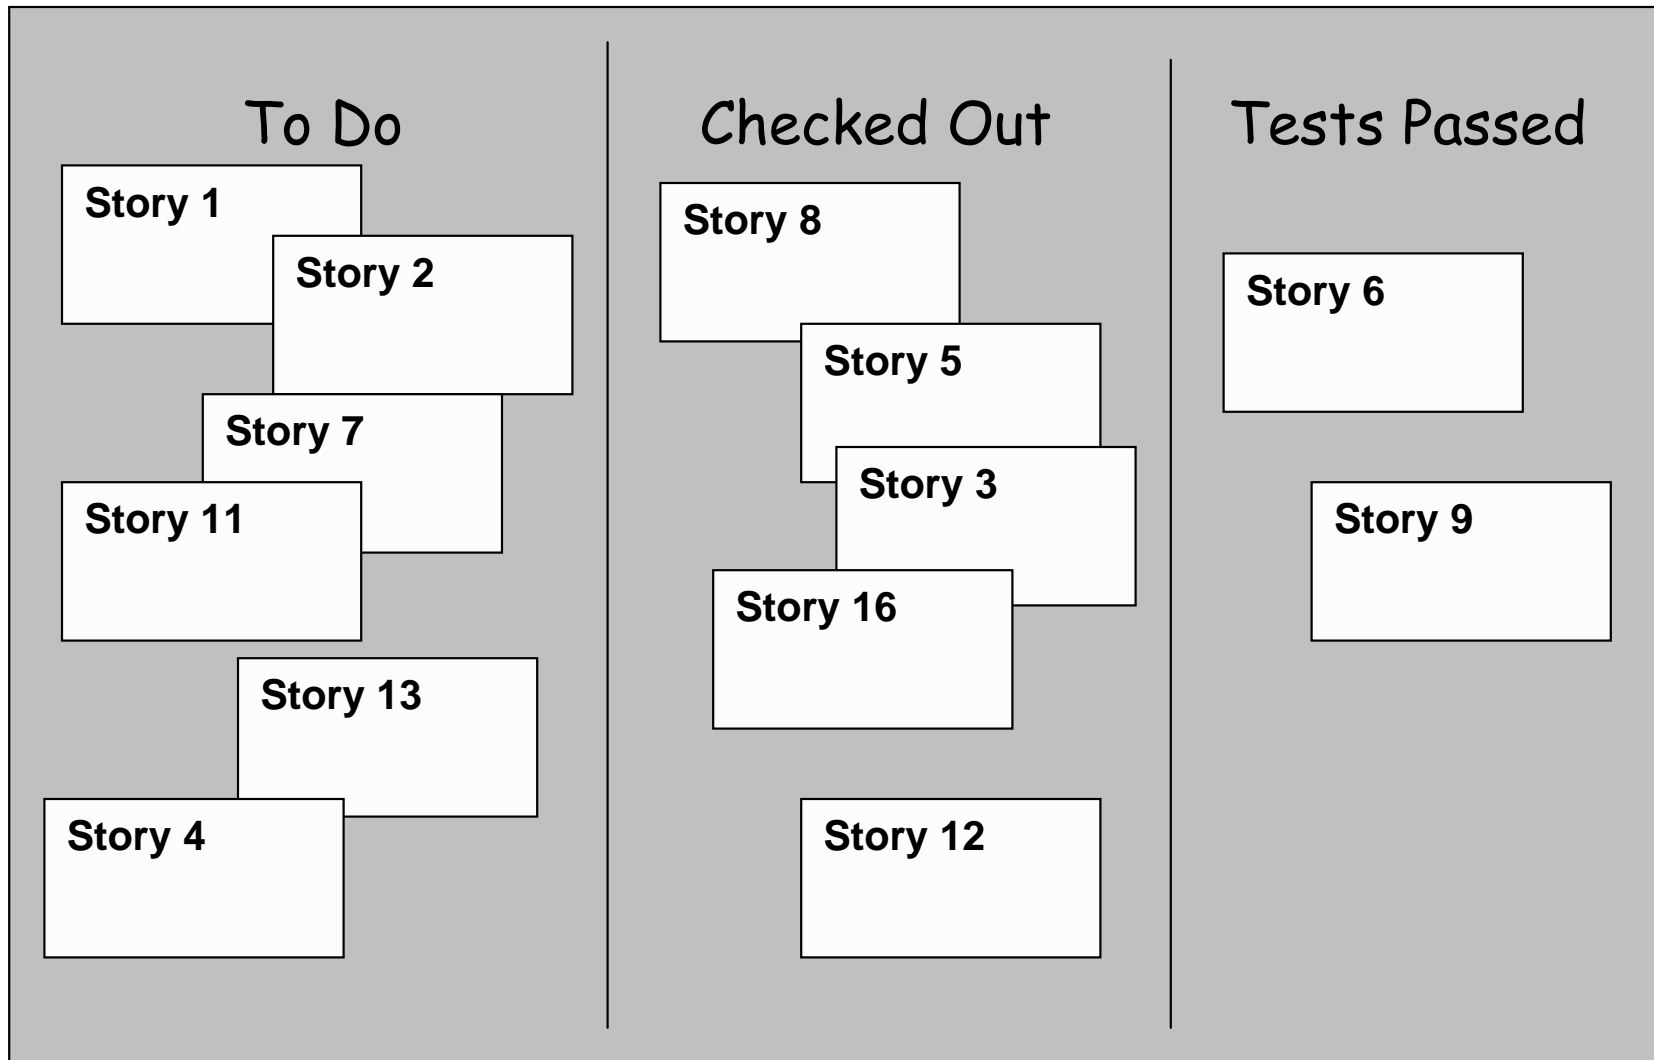 To Do
Story 1
Story 2
Story 7
Story 11
Story 13
Story 4
Checked Out
Story 8
Story 5
Story 3
Story 16
Story 12
Tests Passed
Story 6
Story 9